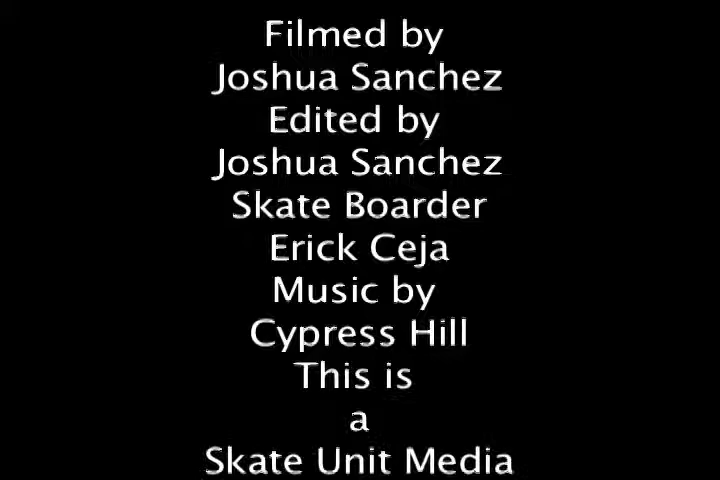 Filmed by
Joshua Sanchez
Edited by
Joshua Sanchez
Skate Boarder
Erick Ceja
Music by
Cypress Hill
This is
a
Skate Unit Media